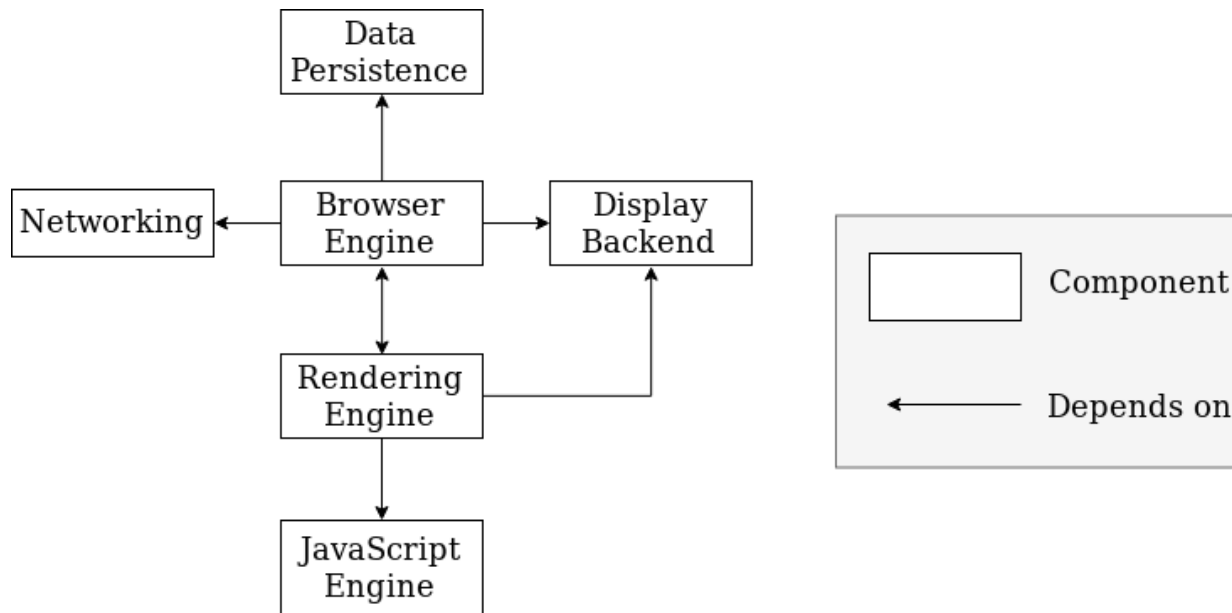 Data
Persistence
Networking
Browser
Engine
Display
Backend
Component
Rendering
Engine
Depends on
JavaScript
Engine